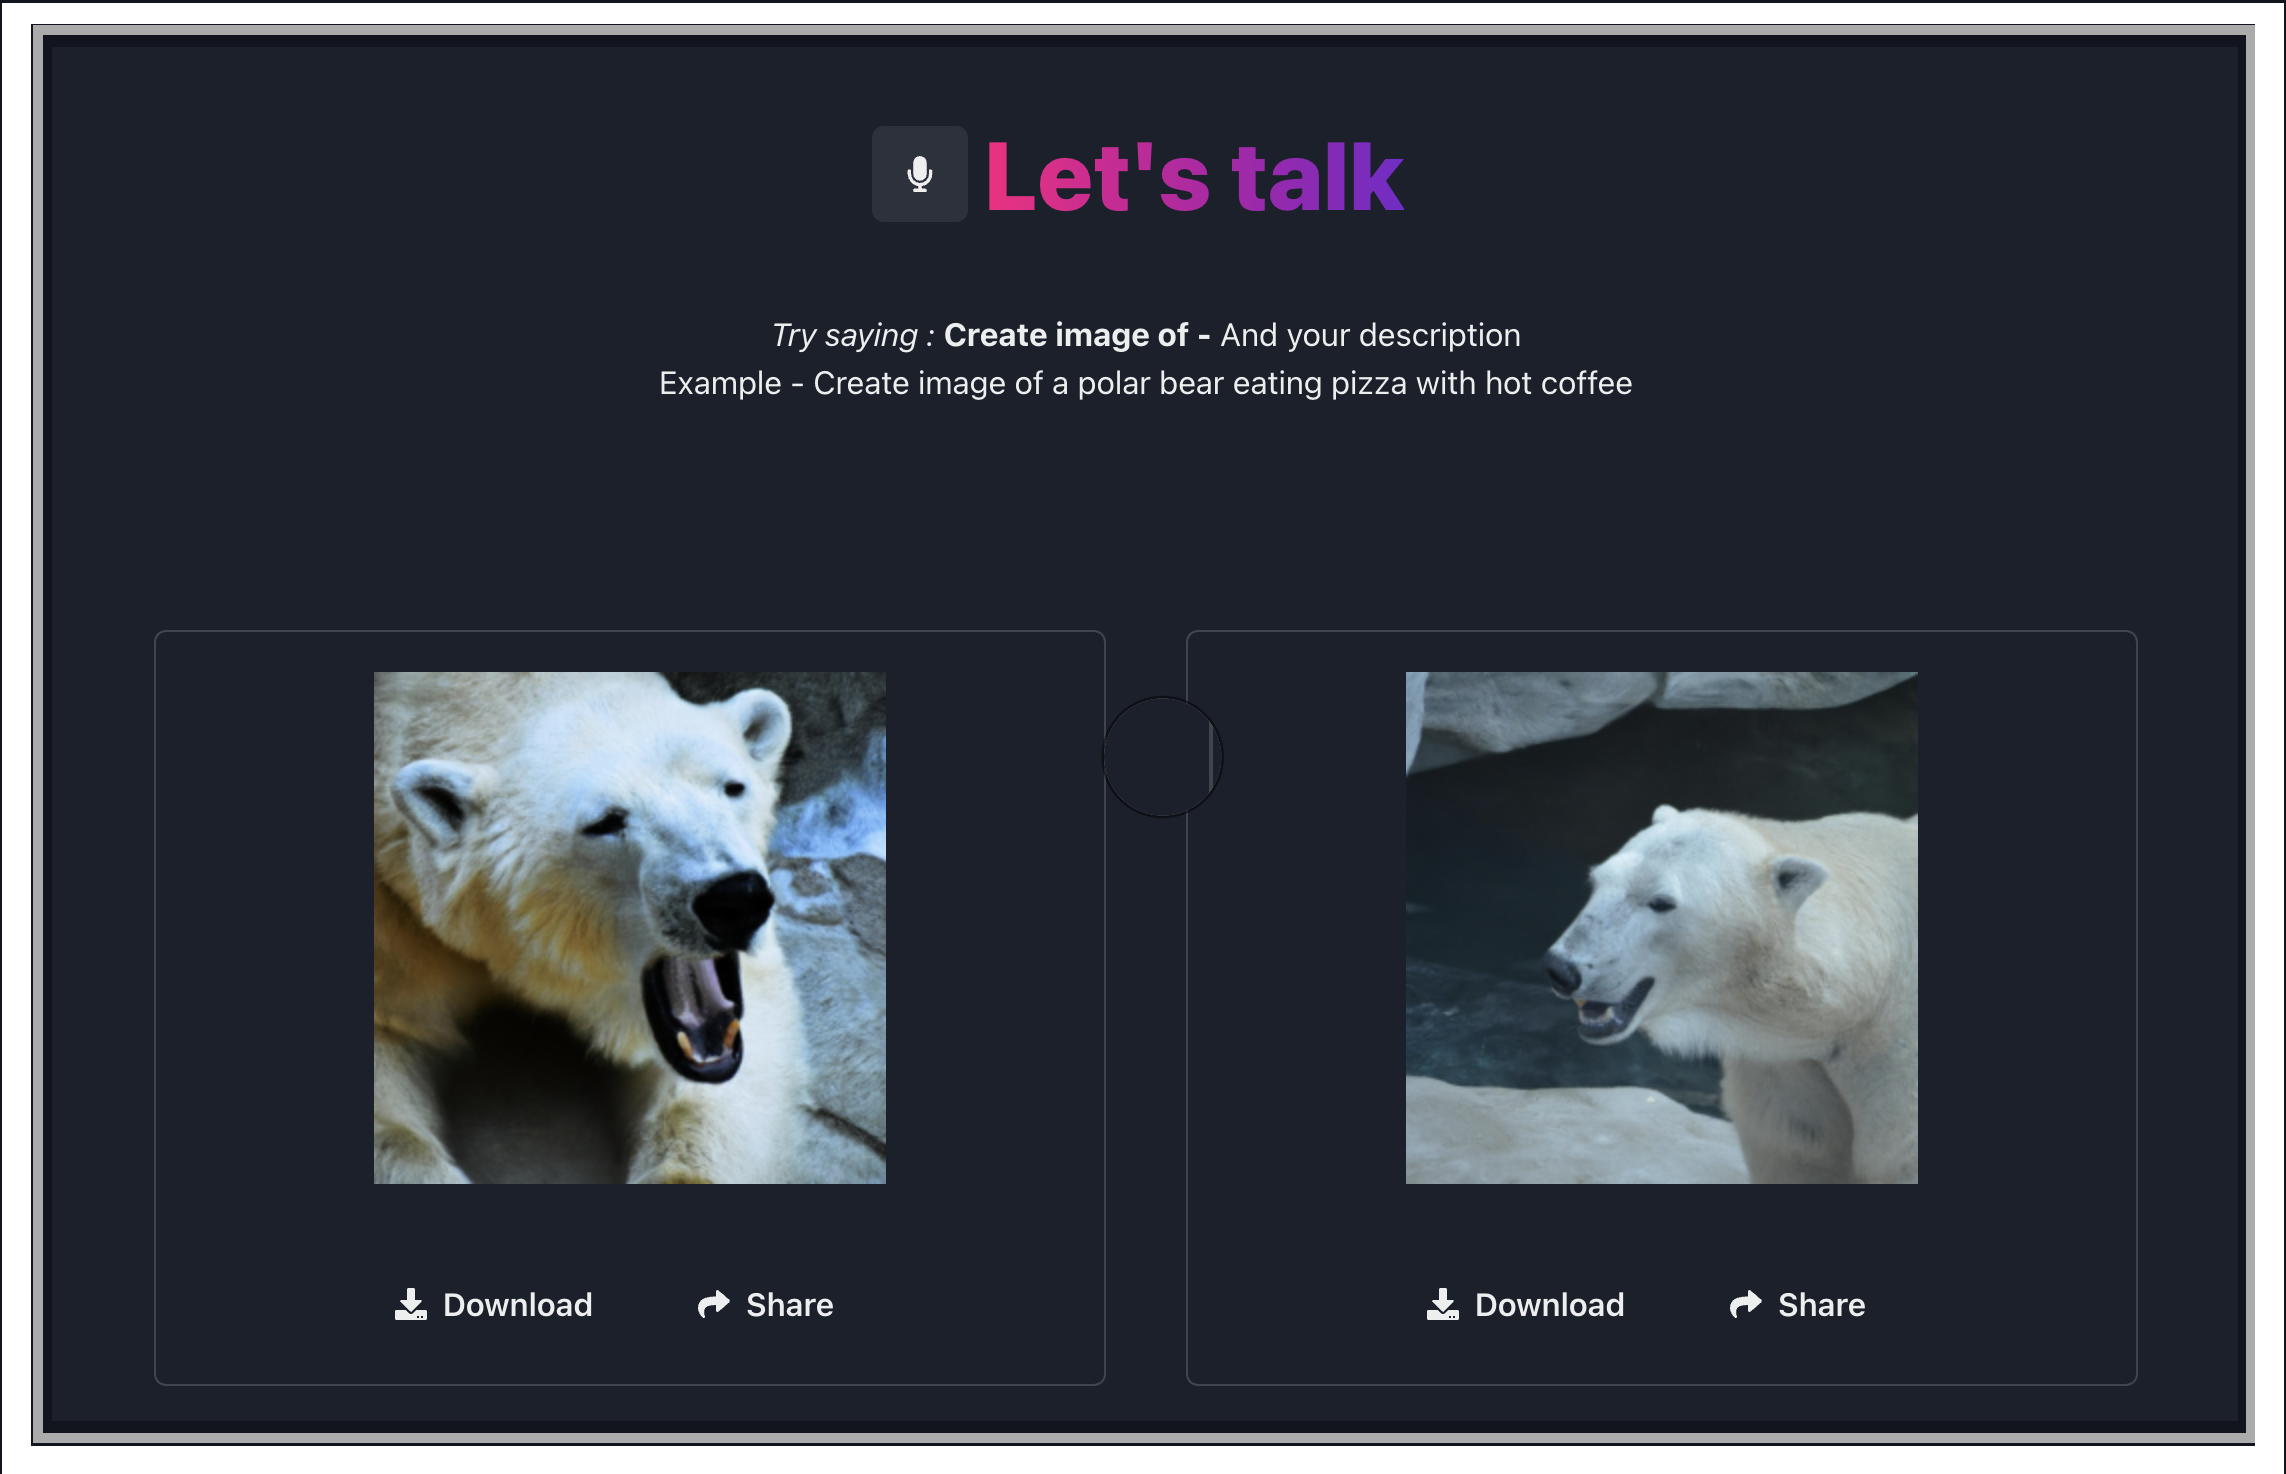 Let's talk
Try saying : Create image of - And your description
Example - Create image of a polar bear eating pizza with hot coffee
Download
Share
Download
Share